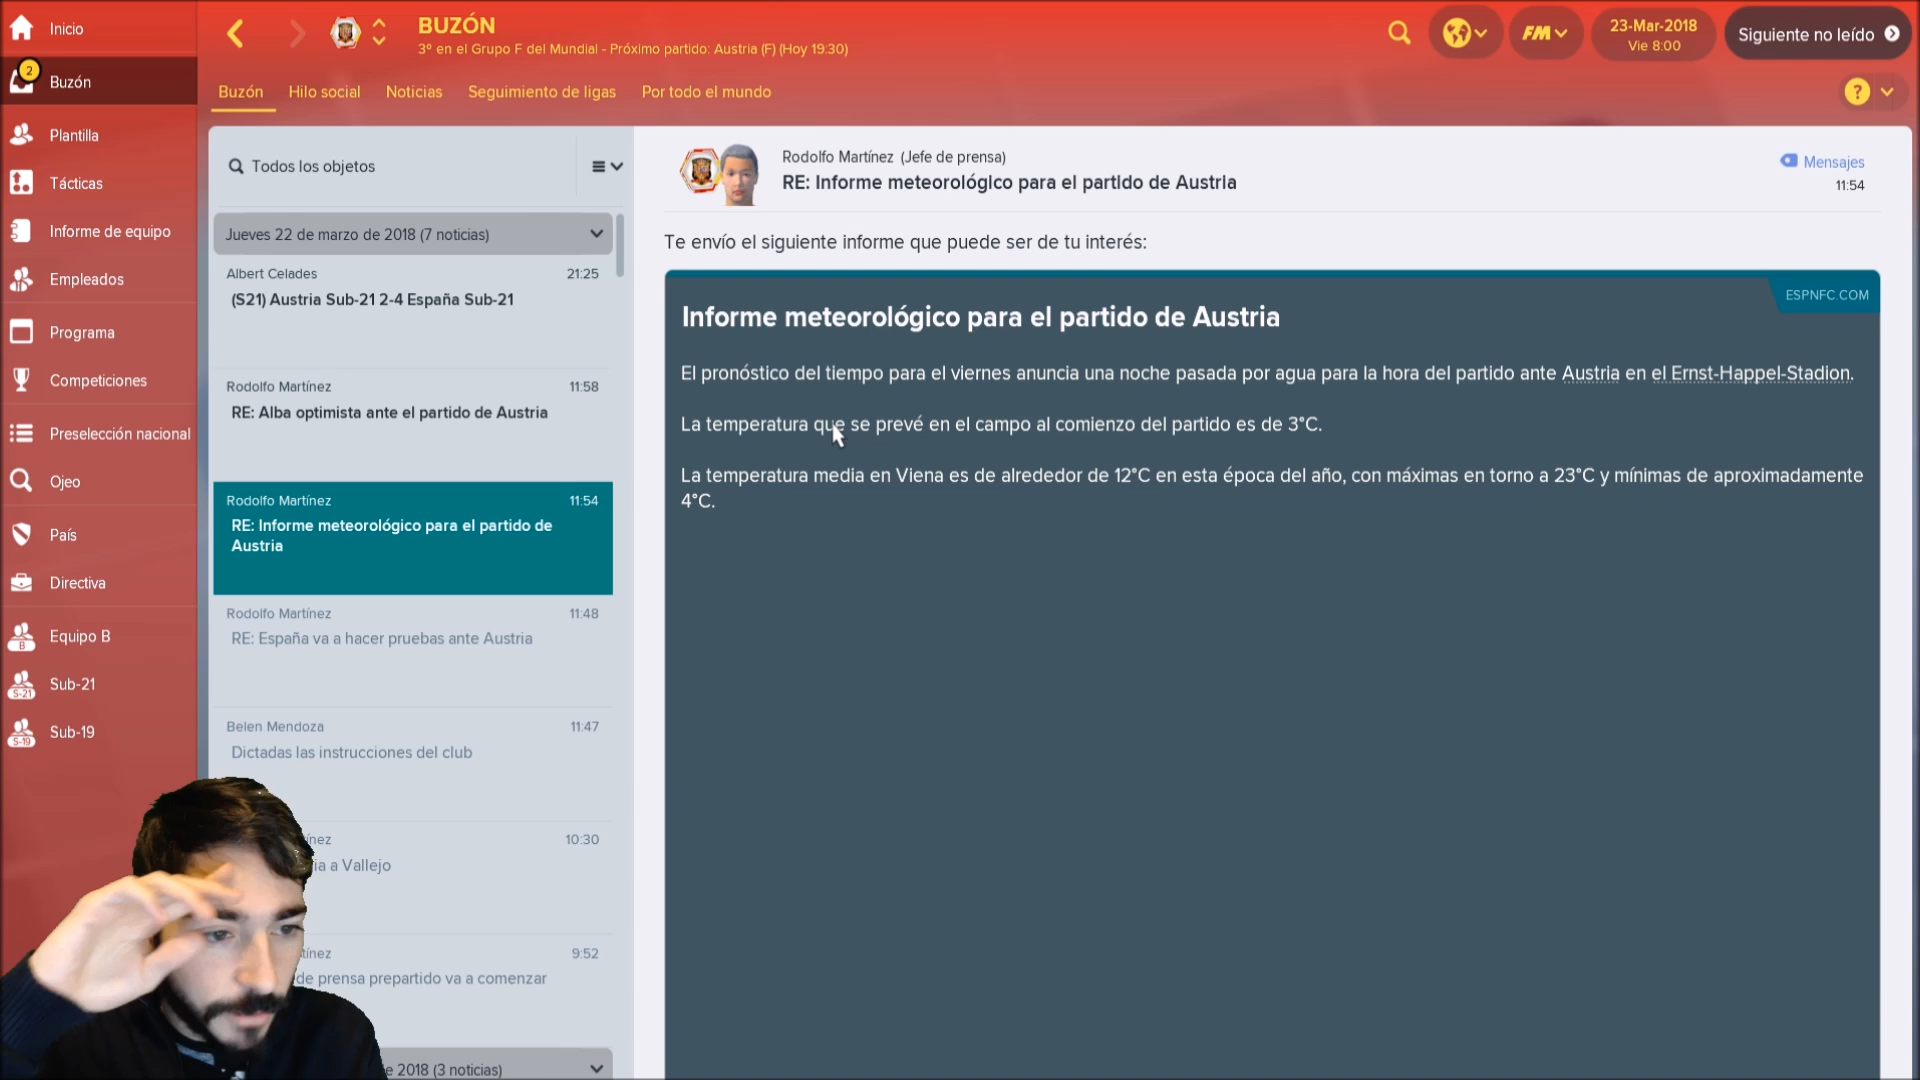 Inicio
2
Buzón
Plantilla
Tácticas
Informe de equipo
Empleados
Programa
Competiciones
Preselección nacional
Ojeo
País
Directiva
B
Equipo B
S-21
Sub-21
S-19
Sub-19
BUZÓN
3º en el Grupo F del Mundial - Próximo partido: Austria (F) (Hoy 19:30)
FM
23-Mar-2018
Vie 8:00
Siguiente no leído
Buzón Hilo social Noticias Seguimiento de ligas Por todo el mundo
?
Todos los objetos
Jueves 22 de marzo de 2018 (7 noticias)
Albert Celades 21:25
(S21) Austria Sub-21 2-4 España Sub-21
Rodolfo Martínez 11:58
RE: Alba optimista ante el partido de Austria
Rodolfo Martínez 11:54
RE: Informe meteorológico para el partido de
Austria
Rodolfo Martínez 11:48
RE: España va a hacer pruebas ante Austria
Belen Mendoza 11:47
Dictadas las instrucciones del club
10:30
a Vallejo
9:52
de prensa prepartido va a comenzar
2018 (3 noticias)
Rodolfo Martínez (Jefe de prensa)
RE: Informe meteorológico para el partido de Austria
Mensajes
11:54
Te envío el siguiente informe que puede ser de tu interés:
ESPNFC.COM
Informe meteorológico para el partido de Austria
El pronóstico del tiempo para el viernes anuncia una noche pasada por agua para la hora del partido ante Austria en el Ernst-Happel-Stadion.
La temperatura que se prevé en el campo al comienzo del partido es de 3°C.
La temperatura media en Viena es de alrededor de 12°C en esta época del año, con máximas en torno a 23°C y mínimas de aproximadamente
4°C.